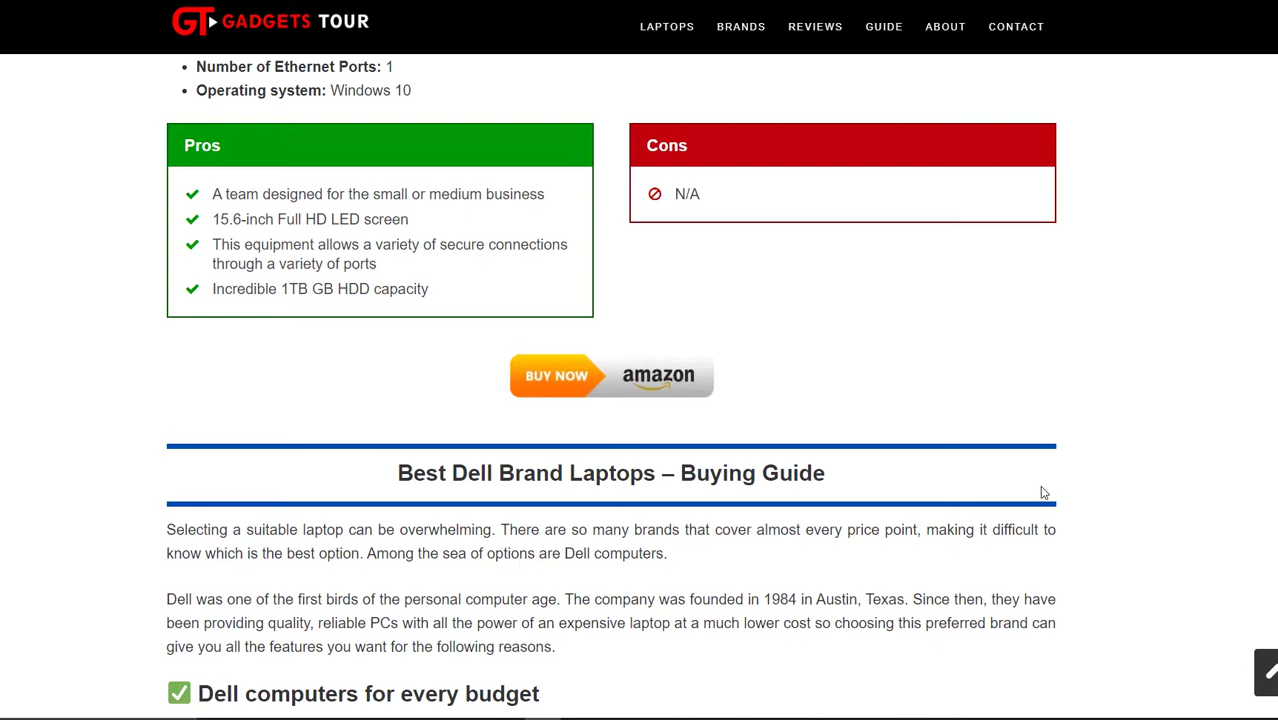 GT GADGETS TOUR
LAPTOPS BRANDS REVIEWS GUIDE ABOUT CONTACT
Number of Ethernet Ports: 1
Operating system: Windows 10
Pros
A team designed for the small or medium business
15.6-inch Full HD LED screen
This equipment allows a variety of secure connections
through a variety of ports
Incredible 1TB GB HDD capacity
Cons
N/A
BUY NOW amazon
Best Dell Brand Laptops – Buying Guide
Selecting a suitable laptop can be overwhelming. There are so many brands that cover almost every price point, making it difficult to
know which is the best option. Among the sea of options are Dell computers.
Dell was one of the first birds of the personal computer age. The company was founded in 1984 in Austin, Texas. Since then, they have
been providing quality, reliable PCs with all the power of an expensive laptop at a much lower cost so choosing this preferred brand can
give you all the features you want for the following reasons.
Dell computers for every budget